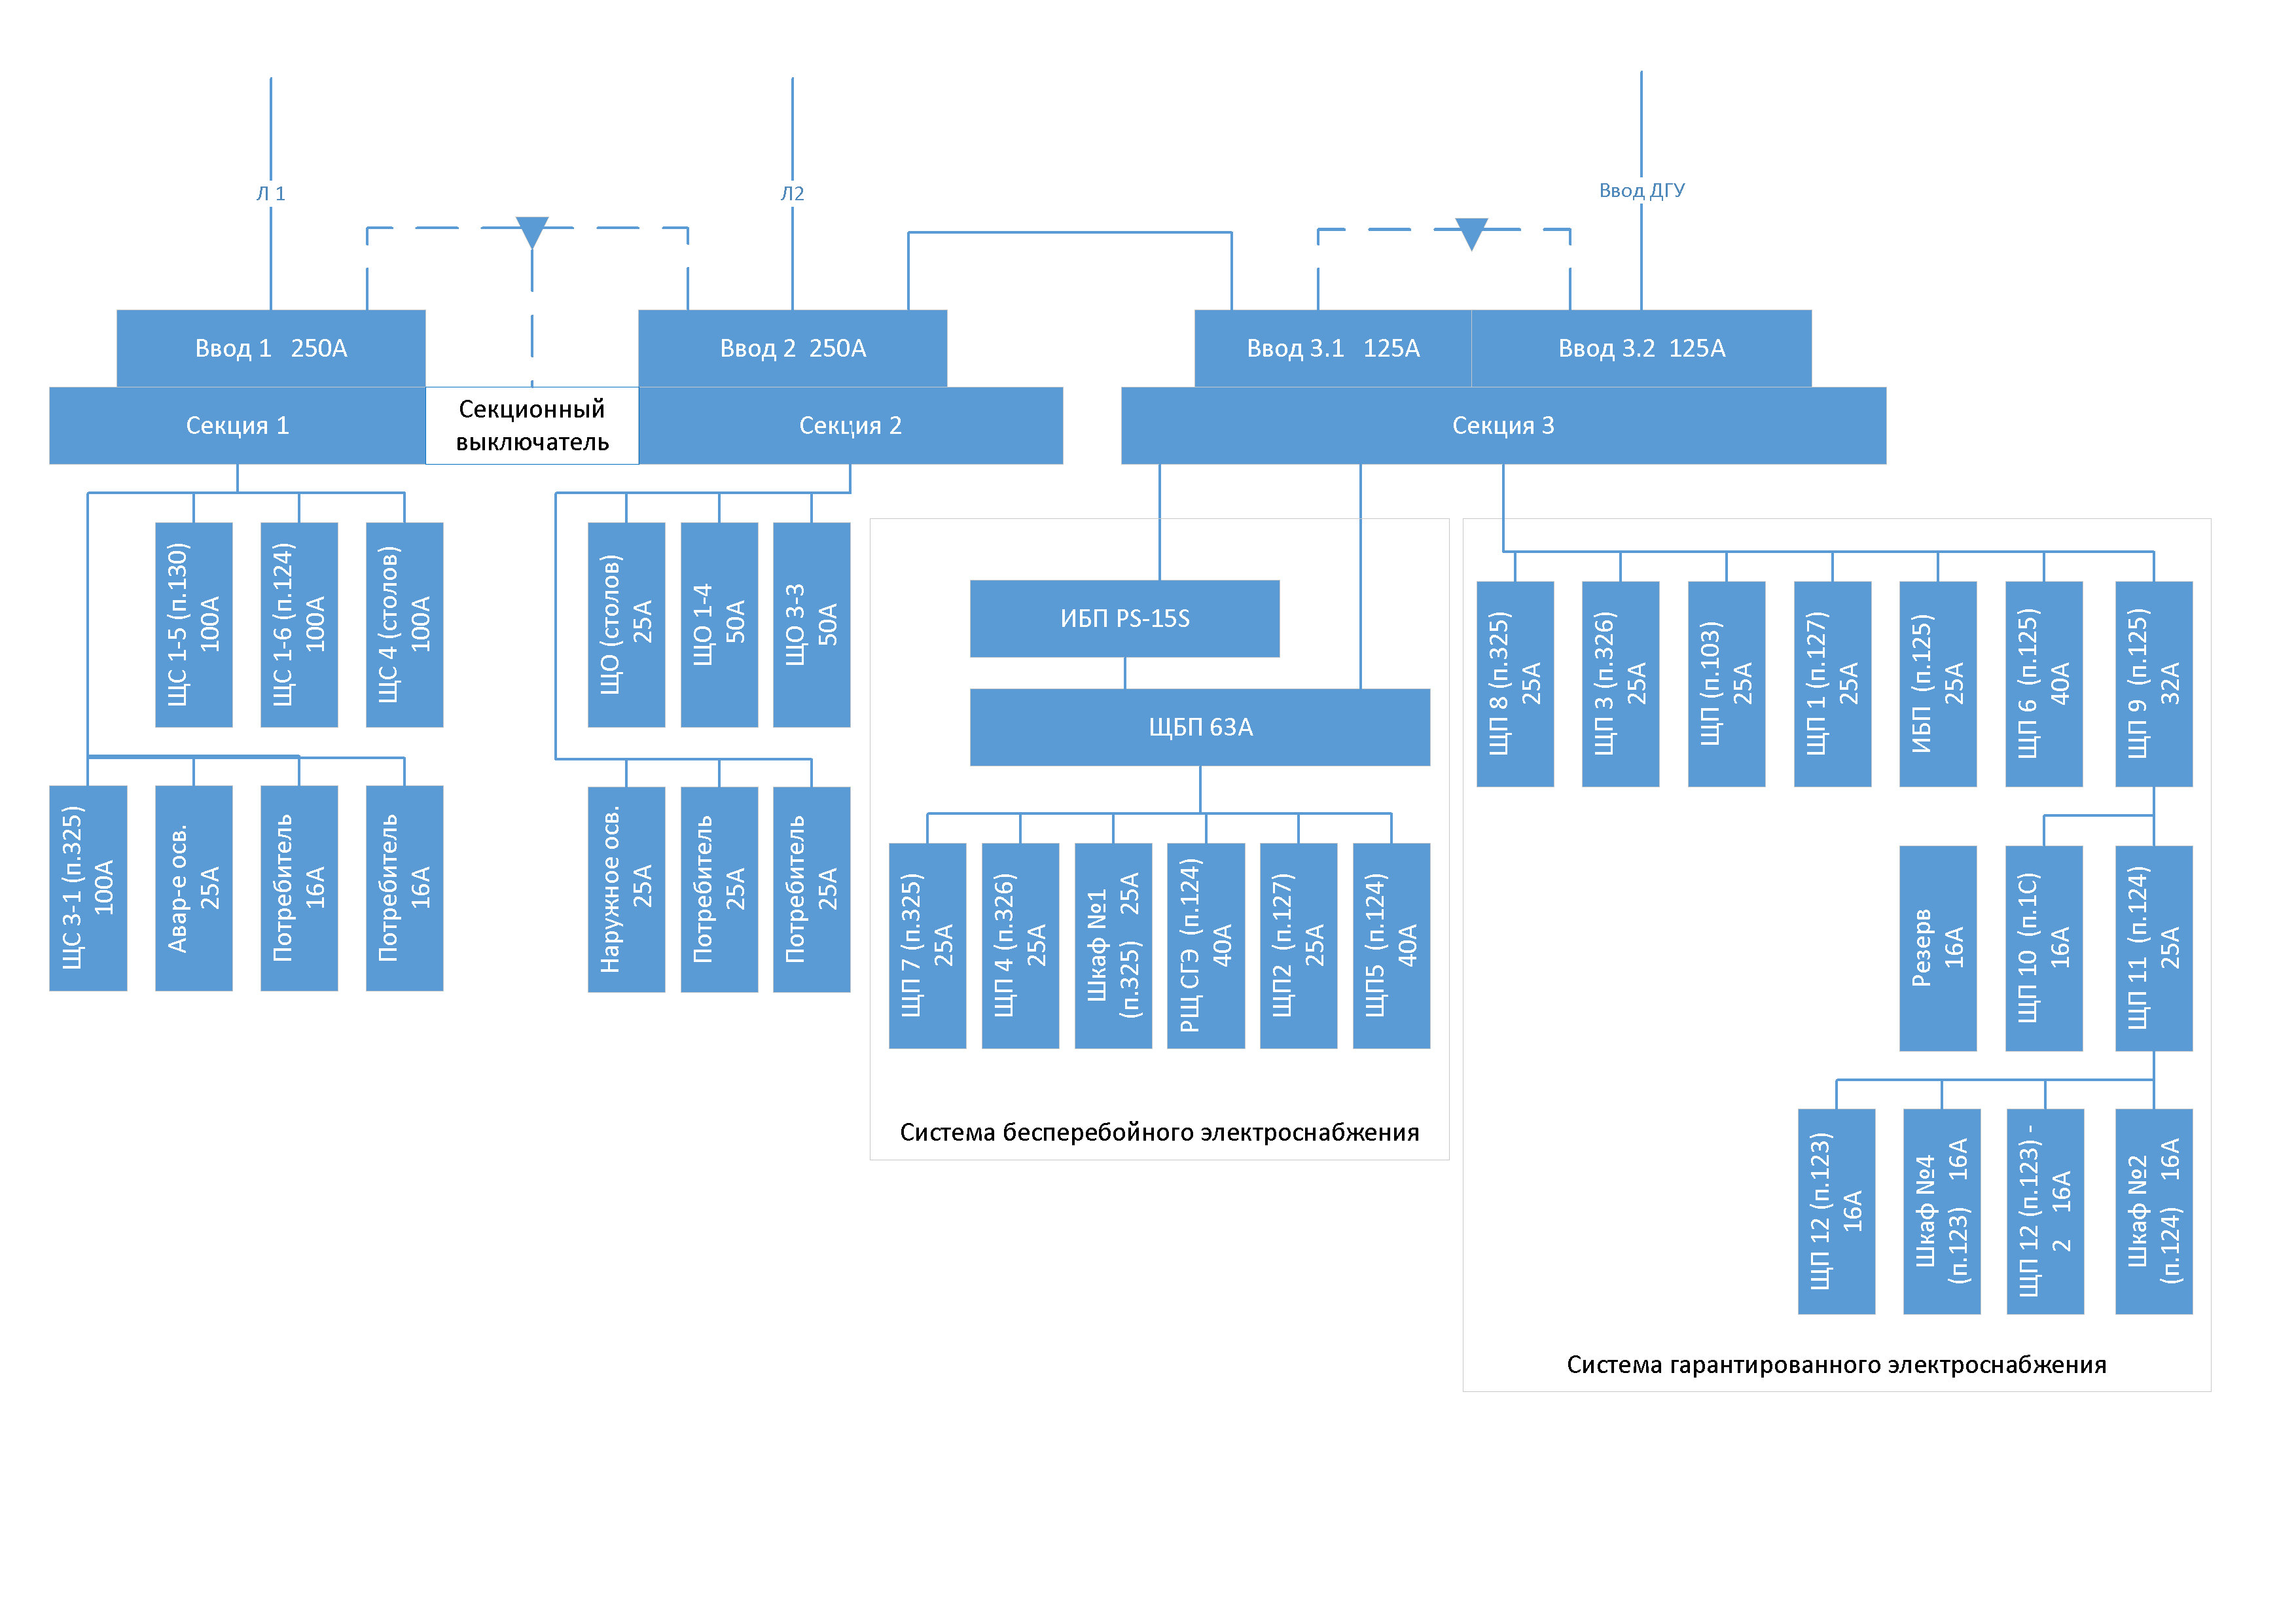 Л 1
Л2
Ввод ДГУ
Ввод 1 250А
Ввод 2 250А
Ввод 3.1 125А
Ввод 3.2 125А
Секция 1
Секционный
выключатель
Секция 2
Секция 3
ЩС 1-5 (п.130)
100А
ЩС 1-6 (п.124)
100А
ЩС 4 (столов)
100А
ЩО (столов)
25А
ЩО 1-4
50А
ЩО 3-3
50А
ИБП PS-15S
ЩБП 63А
ЩП 8 (п.325)
25А
ЩП 3 (п.326)
25А
ЩП (п.103)
25А
ЩП 1 (п.127)
25А
ИБП (п.125)
25А
ЩП 6 (п.125)
40А
ЩП 9 (п.125)
32А
ЩС 3-1 (п.325)
100А
Авар-е осв.
25А
Потребитель
16А
Потребитель
16А
Наружное осв.
25А
Потребитель
25А
Потребитель
25А
ЩП 7 (п.325)
25А
ЩП 4 (п.326)
25А
Шкаф №1
(п.325) 25А
РЩ СГЭ (п.124)
40А
ЩП2 (п.127)
25А
ЩП5 (п.124)
40А
Резерв
16А
ЩП 10 (п.1С)
16А
ЩП 11 (п.124)
25А
Система бесперебойного электроснабжения
ЩП 12 (п.123)
16А
Шкаф №4
(п.123) 16А
ЩП 12 (п.123) -
2 16А
Шкаф №2
(п.124) 16А
Система гарантированного электроснабжения